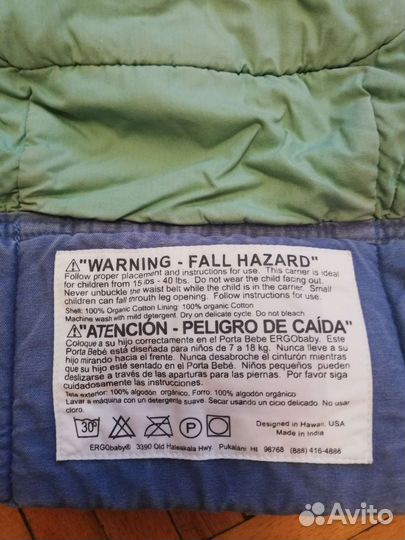 ⚠"WARNING - FALL HAZARD"
Follow proper placement and instructions for use. This carrier is ideal
for children from 15 lbs - 40 lbs. Do not wear the child facing out.
Never unbuckle the waist belt while the child is in the carrer. Small
children can fall throuth leg opening. Follow instructions for use.
Shell: 100% organic Cotton Lining: 100% organic Cotton
Machine wash with mild detergent. Dry on delicate. Do not bleach
⚠"ATENCIÓN - PELIGRO DE CAÍDA"
Coloque a su hijo correctamente en el Porta Bebé ERGObaby. Este
Porta Bebé está diseñada para niños de 7 a 18 kg. Nunca lleve a su
hijo mirando hacia el frente. Nunca desabroche el cinturón mientras
que su hijo esté sentado en el Porta Bebé. Niños pequeños pueden
deslizarse a través de las aparturas para las piernas. Por favor siga
cuidadosamente las instrucciones.
Tela exterior: 100% algodón orgánico, Forro: 100% algodón orgánico
Lavar a máquina con un detergente suave. Secar usando un ciclo delicado. No usar
cloro.
30° P
Designed in Hawaii, USA
Made in India
ERGObaby® 3390 Old Haleakala Hwy. Pukalani HI 96768 (888) 416-4886
Avito